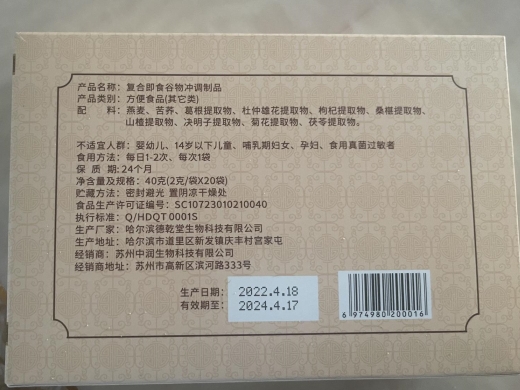 产品名称：复合即食谷物冲调制品
产品类别：方便食品(其它类)
配 料：燕麦、苦荞、葛根提取物、杜仲雄花提取物、枸杞提取物、桑椹提取物、
山楂提取物、决明子提取物、菊花提取物、茯苓提取物。
不适宜人群：婴幼儿、14岁以下儿童、哺乳期妇女、孕妇、食用真菌过敏者
食用方法：每日1-2次、每次1袋
保 质 期：24个月
净含量及规格：40克(2克/袋X20袋)
贮藏方法：密封避光 置阴凉干燥处
食品生产许可证编号：SC10723010210040
执行标准：Q/HDQT 0001S
生产厂家：哈尔滨德乾堂生物科技有限公司
生产地址：哈尔滨市道里区新发镇庆丰村宫家屯
经销商：苏州中润生物科技有限公司
经销商地址：苏州市高新区滨河路333号
生产日期：2022.4.18
有效期至：2024.4.17
6 974980 200016